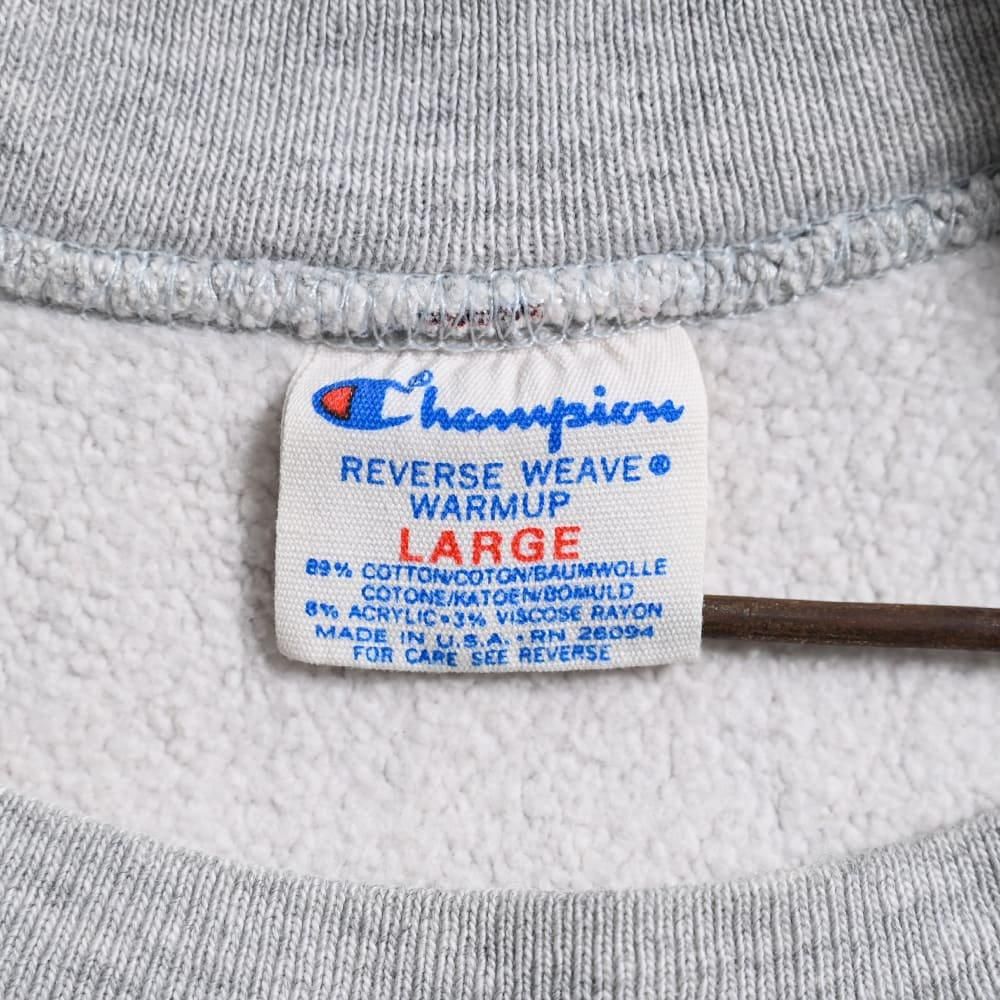 Champion
REVERSE WEAVE®
WARMUP
LARGE
89% COTTON/COTON/BAUMWOLLE
COTONE/KATOEN/BOMULD
8% ACRYLIC•3% VISCOSE RAYON
MADE IN U.S.A.•RN 26094
FOR CARE SEE REVERSE